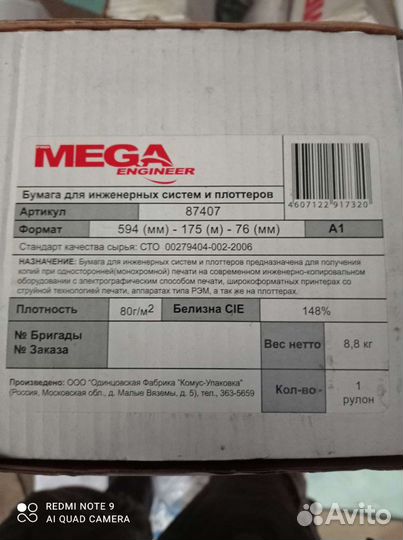 ProMEGA
ENGINEER
Бумага для инженерных систем и плоттеров
Артикул 87407
Формат 594 (мм) - 175 (м) - 76 (мм) А1
4607122 917320
Стандарт качества сырья: СТО 00279404-002-2006
НАЗНАЧЕНИЕ: Бумага для инженерных систем и плоттеров предназначена для получения
копий при односторонней(монохромной) печати на современном инженерно-копировальном
оборудовании с электрографическим способом печати, широкоформатных принтерах со
струйной технологией печати, аппаратах типа РЭМ, а так же на плоттерах.
Плотность 80г/м2 Белизна CIE 148%
№ Бригады
№ Заказа
Вес нетто 8,8 кг
Произведено: ООО "Одинцовская Фабрика "Комус-Упаковка"
(Россия, Московская обл., д. Малые Вяземы, д. 5), тел., 363-5659
Кол-во 1
рулон
REDMI NOTE 9
AI QUAD CAMERA
Avito